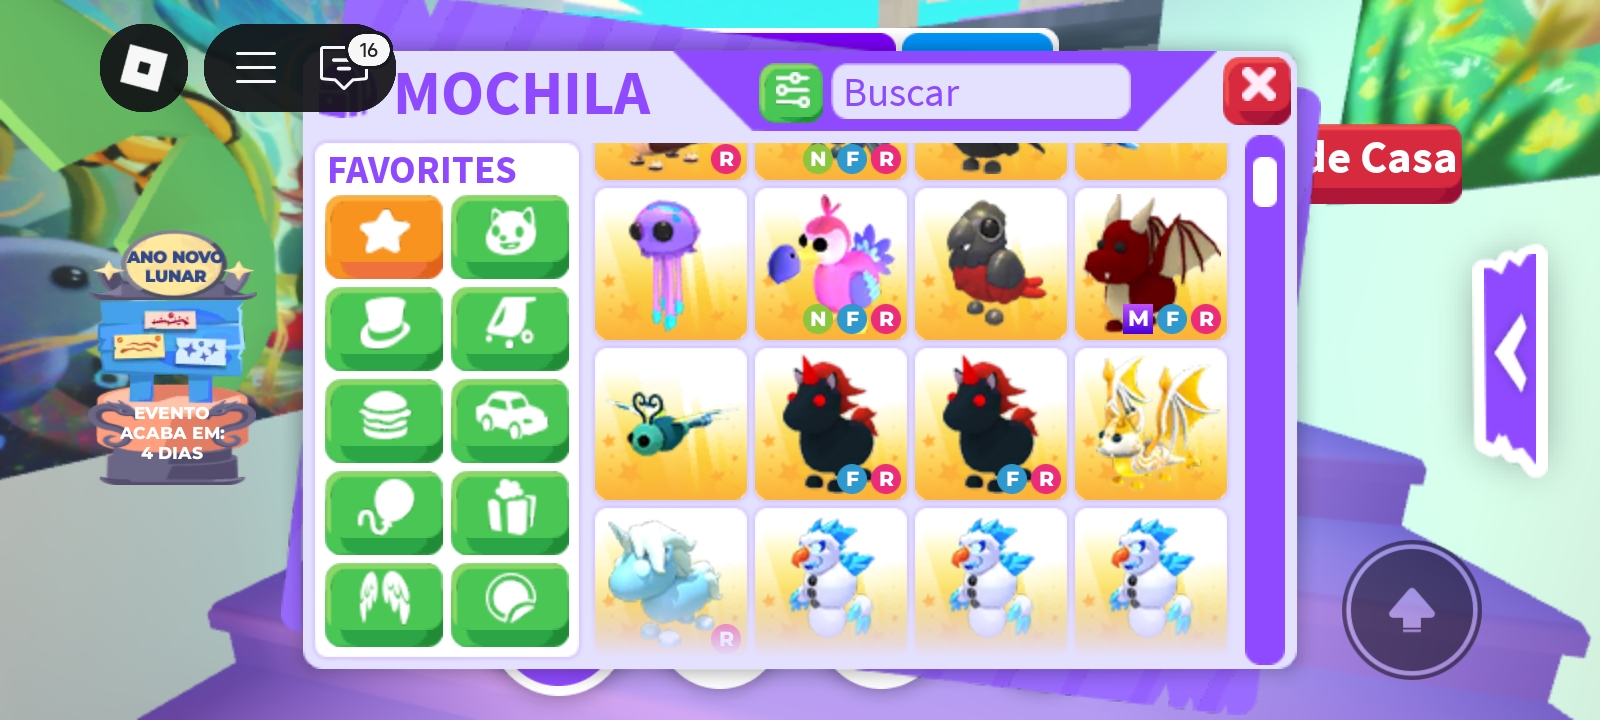 16
MOCHILA
Buscar
de Casa
FAVORITES
R
N F R
N F R
M F R
F R
F R
R
ANO NOVO
LUNAR
EVENTO
ACABA EM:
4 DIAS